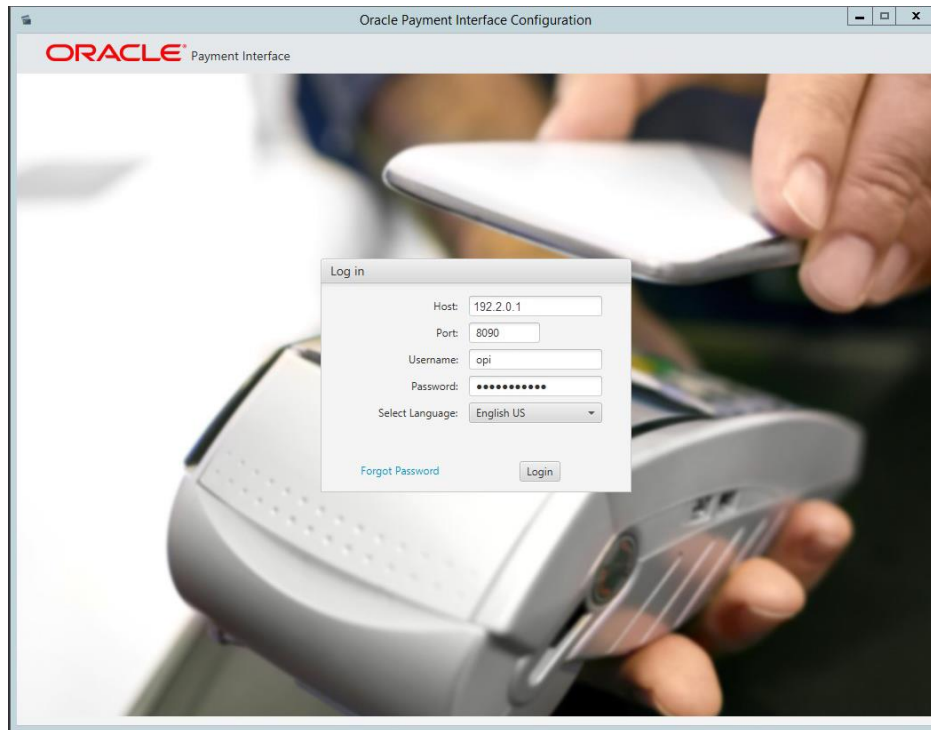 Oracle Payment Interface Configuration
ORACLE Payment Interface
Log in
Host: 192.2.0.1
Port: 8090
Username: opi
Password: •••••••••••
Select Language: English US
Forgot Password Login